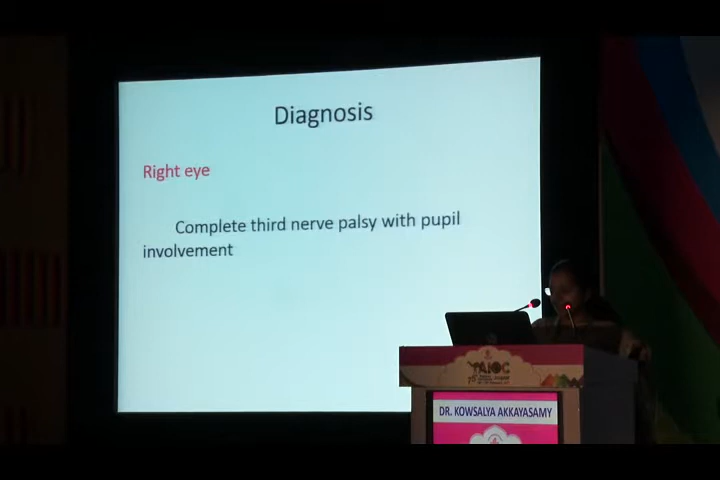 Diagnosis
Right eye
Complete third nerve palsy with pupil
involvement
AIOC
DR. KOWSALYA AKKAYASAMY